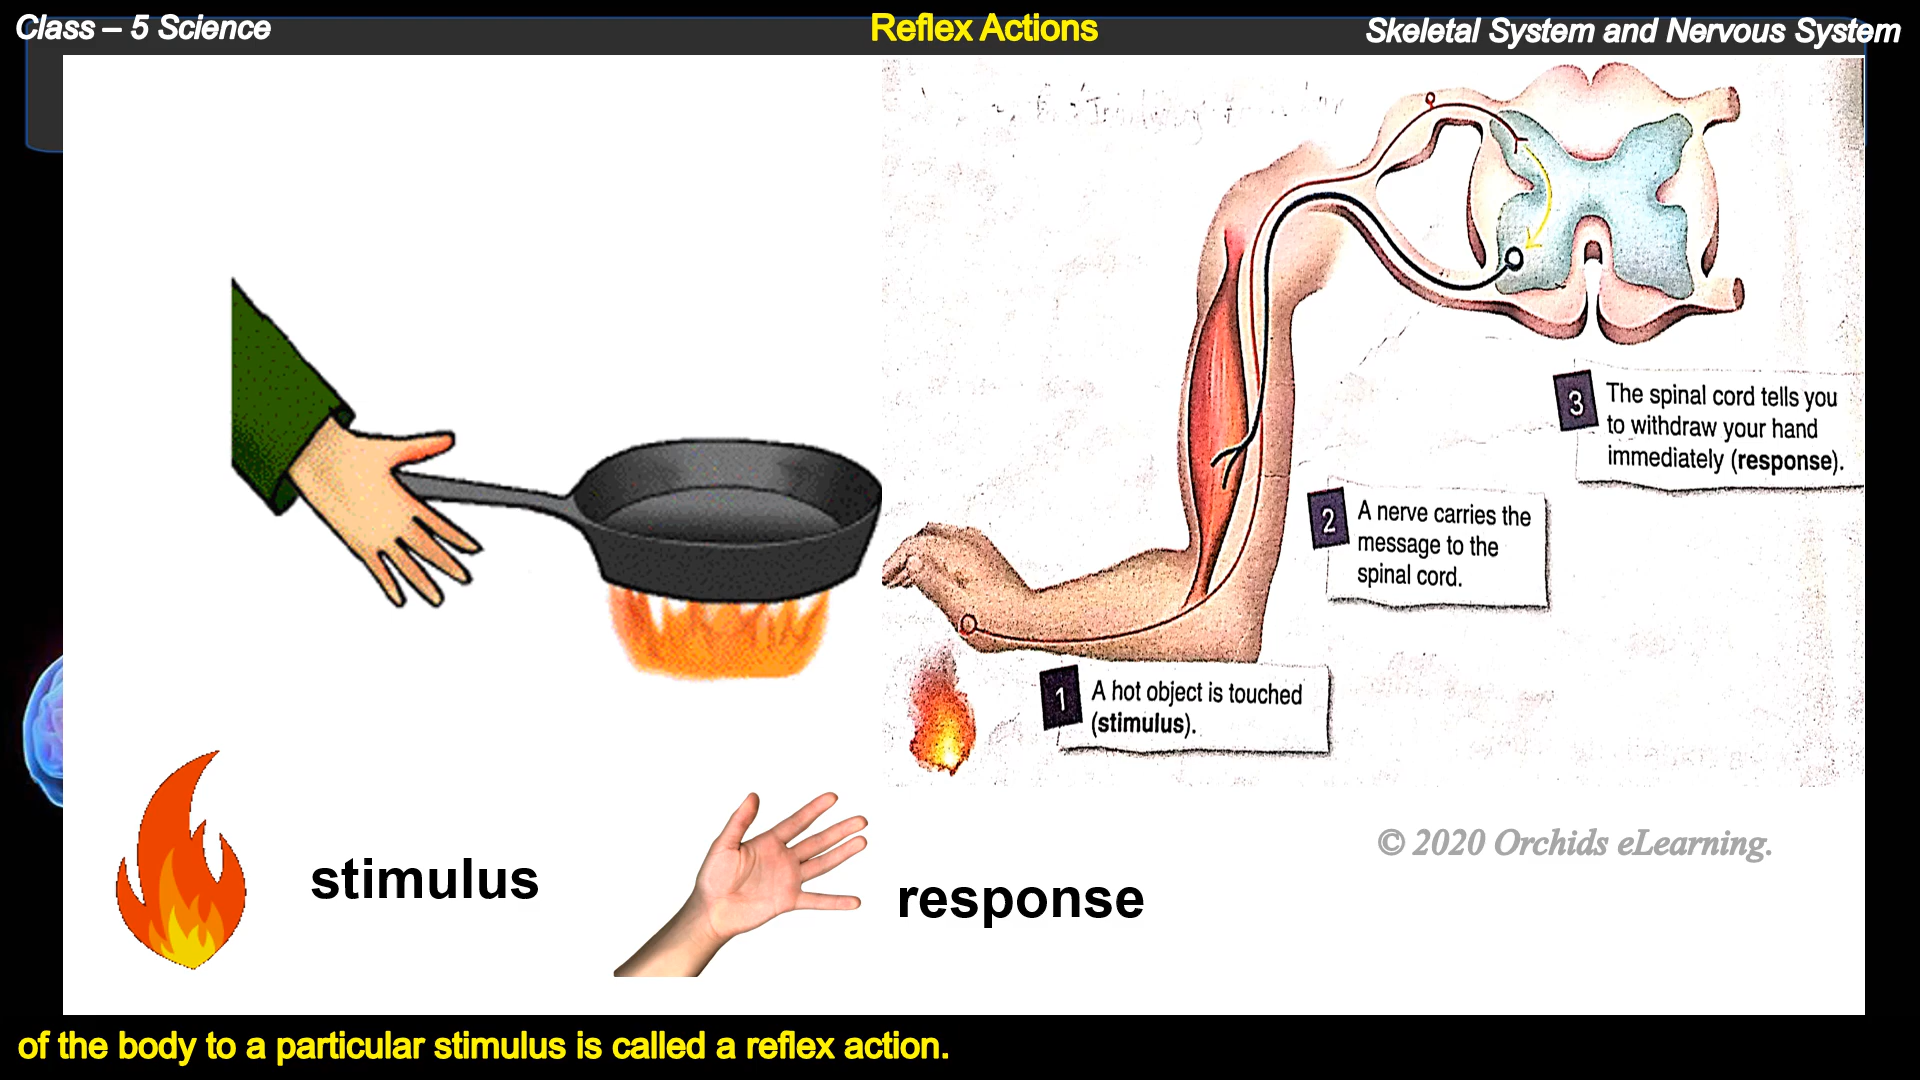 Class – 5 Science
Reflex Actions
Skeletal System and Nervous System
3
The spinal cord tells you
to withdraw your hand
immediately (response).
2
A nerve carries the
message to the
spinal cord.
1
A hot object is touched
(stimulus).
© 2020 Orchids eLearning.
stimulus
response
of the body to a particular stimulus is called a reflex action.